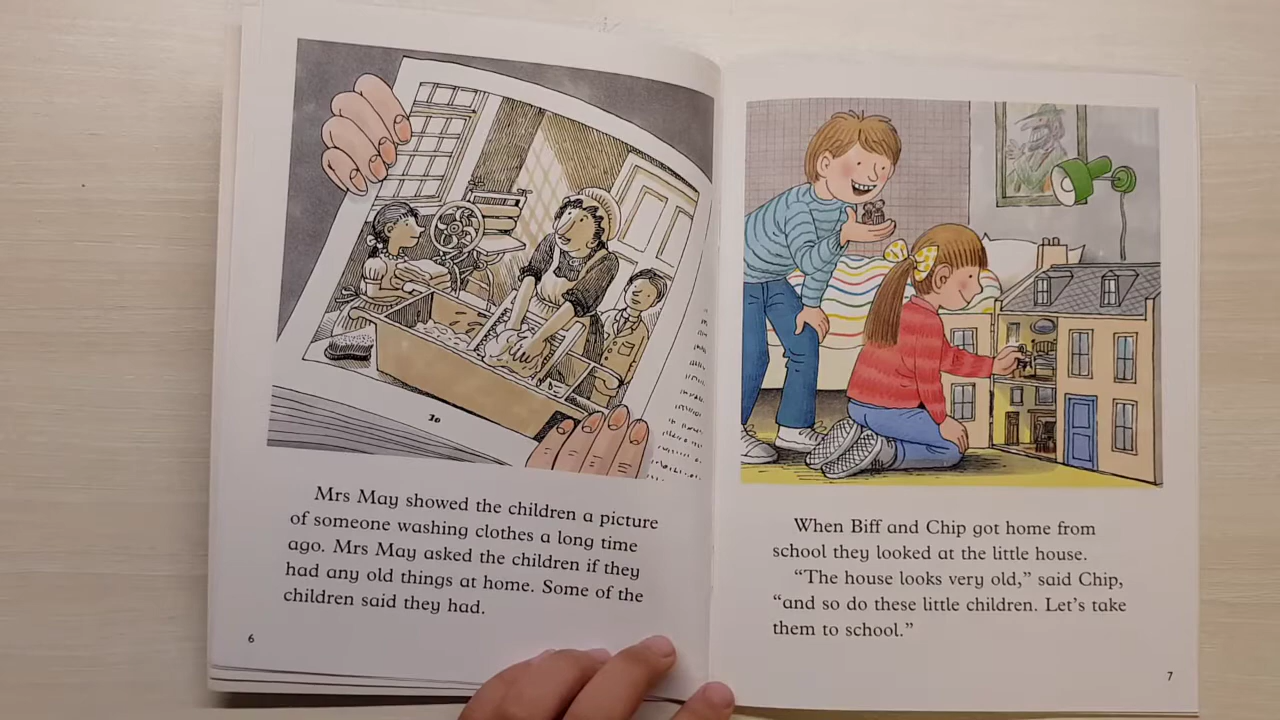 20
Mrs May showed the children a picture
of someone washing clothes a long time
ago. Mrs May asked the children if they
had any old things at home. Some of the
children said they had.
6
When Biff and Chip got home from
school they looked at the little house.
“The house looks very old,” said Chip,
“and so do these little children. Let’s take
them to school.”
7